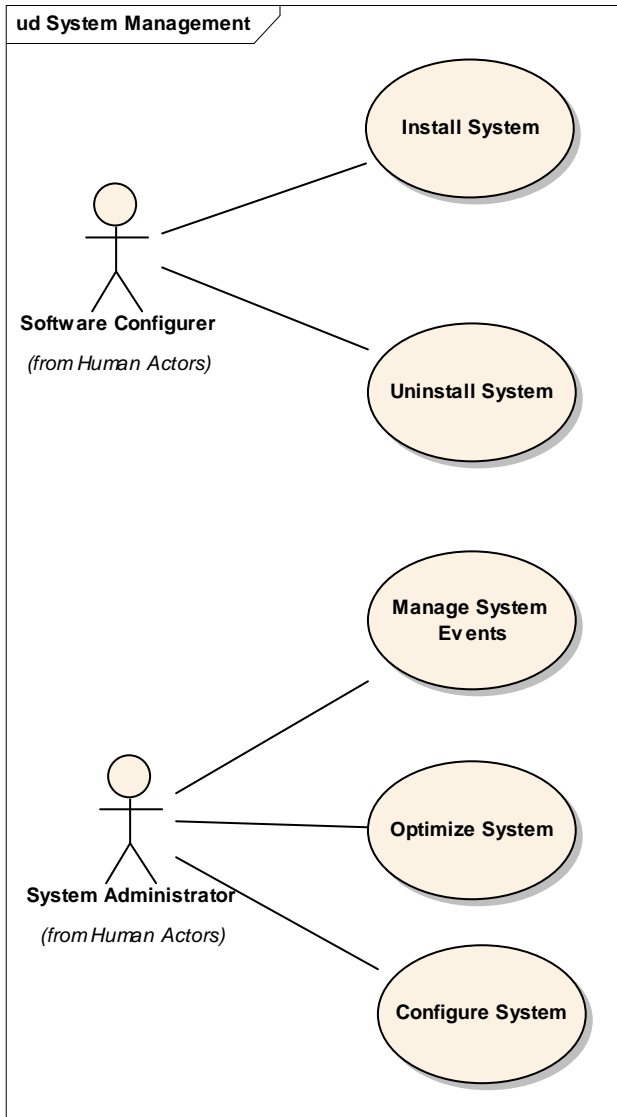 ud System Management
Install System
Software Configurer
(from Human Actors)
Uninstall System
Manage System
Events
Optimize System
System Administrator
(from Human Actors)
Configure System